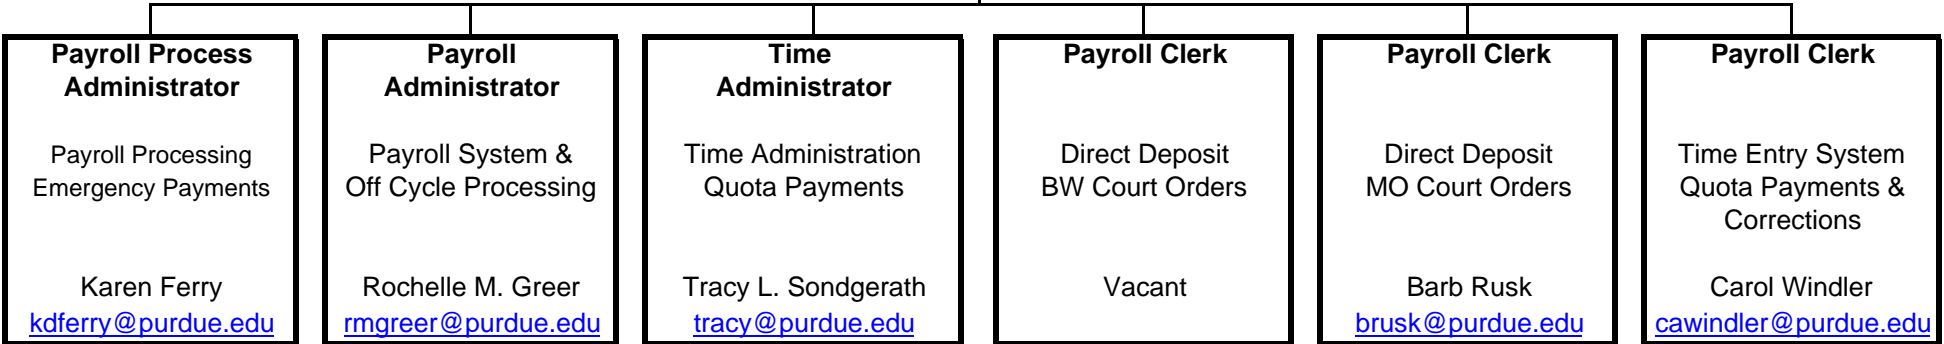 Payroll Process
Administrator
Payroll Processing
Emergency Payments
Karen Ferry
kdferry@purdue.edu
Payroll
Administrator
Payroll System &
Off Cycle Processing
Rochelle M. Greer
rmgreer@purdue.edu
Time
Administrator
Time Administration
Quota Payments
Tracy L. Sondgerath
tracy@purdue.edu
Payroll Clerk
Direct Deposit
BW Court Orders
Vacant
Payroll Clerk
Direct Deposit
MO Court Orders
Barb Rusk
brusk@purdue.edu
Payroll Clerk
Time Entry System
Quota Payments &
Corrections
Carol Windler
cawindler@purdue.edu